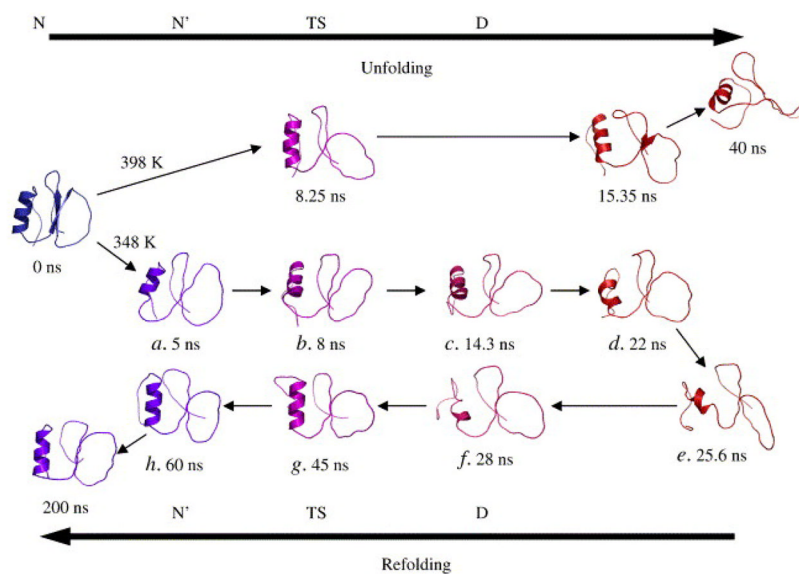 N N' TS D
Unfolding
40 ns
398 K
8.25 ns
15.35 ns
348 K
0 ns
a. 5 ns
b. 8 ns
c. 14.3 ns
d. 22 ns
h. 60 ns
g. 45 ns
f. 28 ns
e. 25.6 ns
200 ns
N' TS D
Refolding